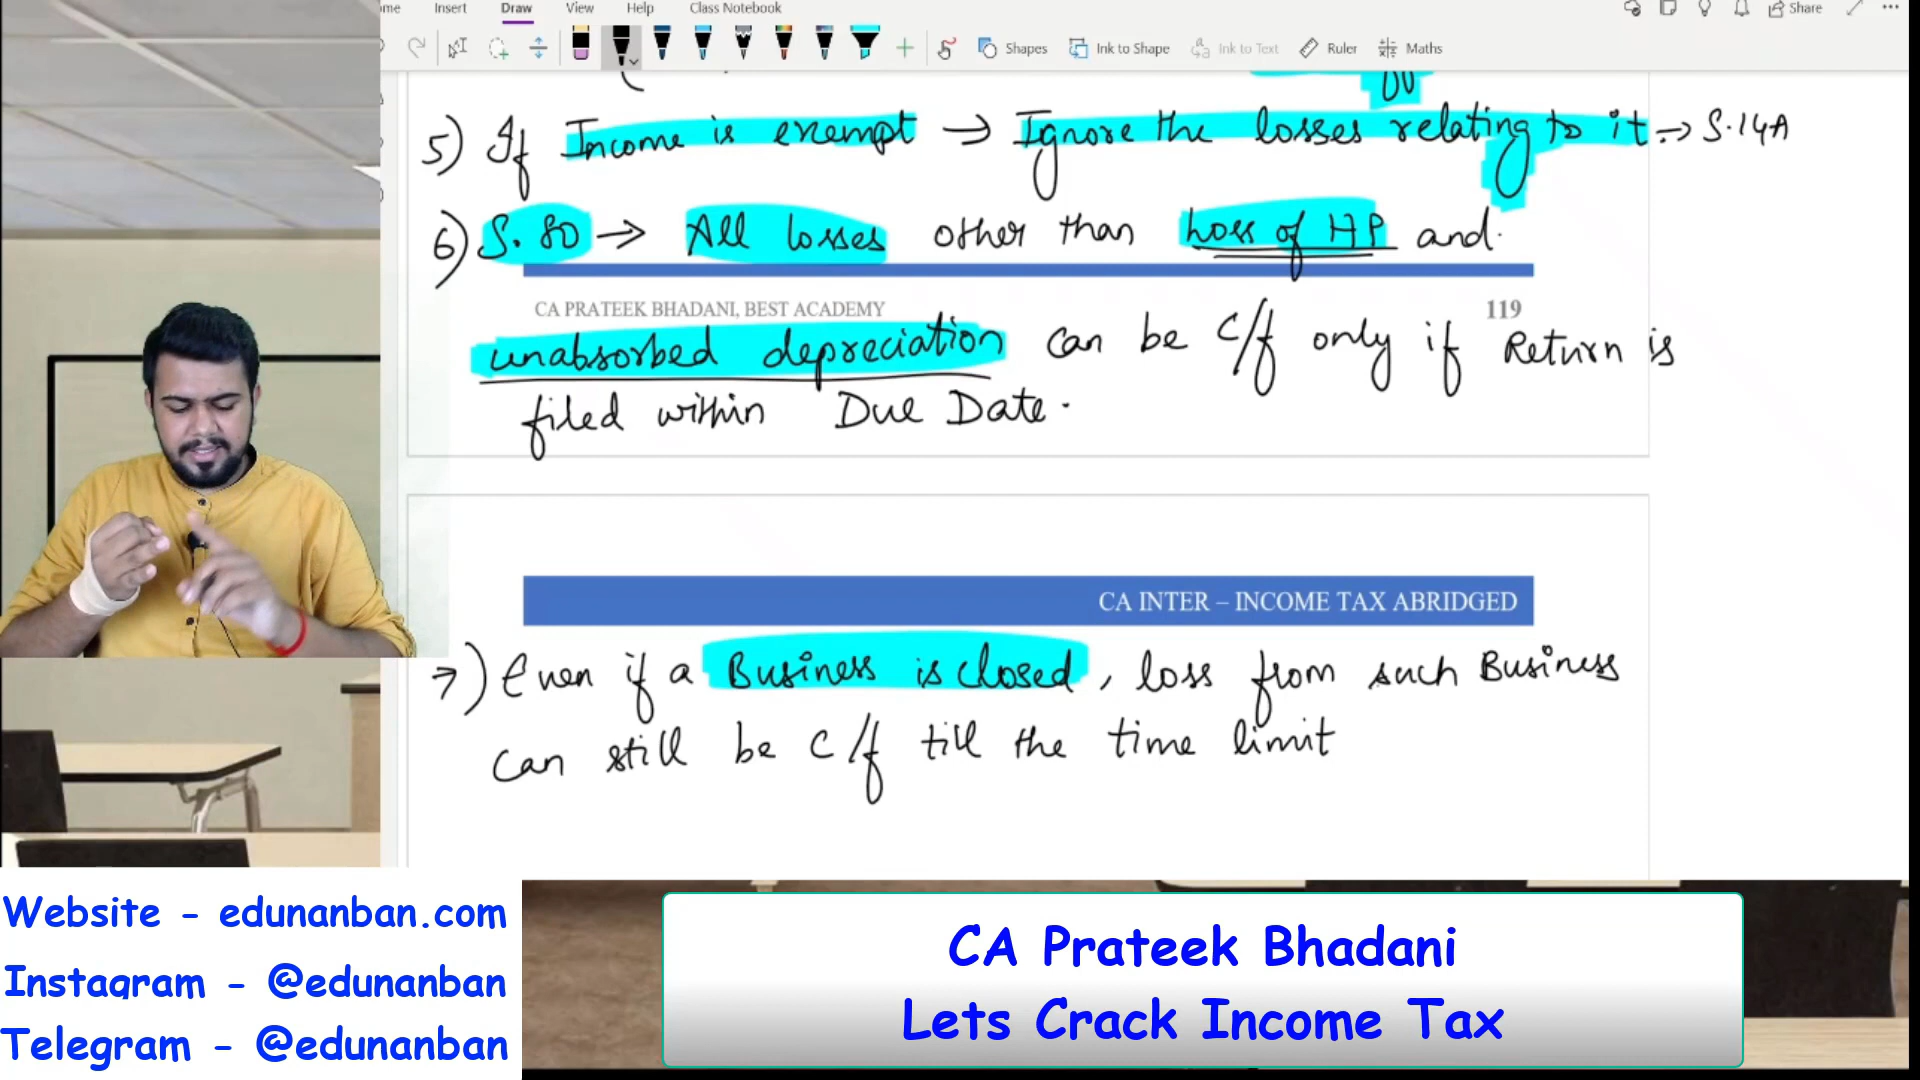 Insert Draw View Help Class Notebook Share
Shapes Ink to Shape Ink to Text Ruler Maths
5) If Income is exempt → Ignore the losses relating to it. → S.14A
6) S. 80 → All losses other than Loss of HP and.
CA PRATEEK BHADANI, BEST ACADEMY 119
unabsorbed depreciation can be C/f only if Return is
filed within Due Date.
CA INTER – INCOME TAX ABRIDGED
7) Even if a Business is closed, loss from such Business
can still be C/f till the time limit
Website - edunanban.com
Instagram - @edunanban
Telegram - @edunanban
CA Prateek Bhadani
Lets Crack Income Tax